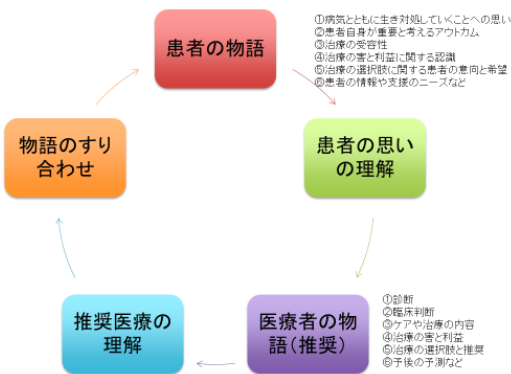 患者の物語
①病気とともに生き対処していくことへの思い
②患者自身が重要と考えるアウトカム
③治療の受容性
④治療の害と利益に関する認識
⑤治療の選択肢に関する患者の意向と希望
⑥患者の情報や支援のニーズなど
物語のすり
合わせ
患者の思い
の理解
推奨医療の
理解
医療者の物
語(推奨)
①診断
②臨床判断
③ケアや治療の内容
④治療の害と利益
⑤治療の選択肢と推奨
⑥予後の予測など